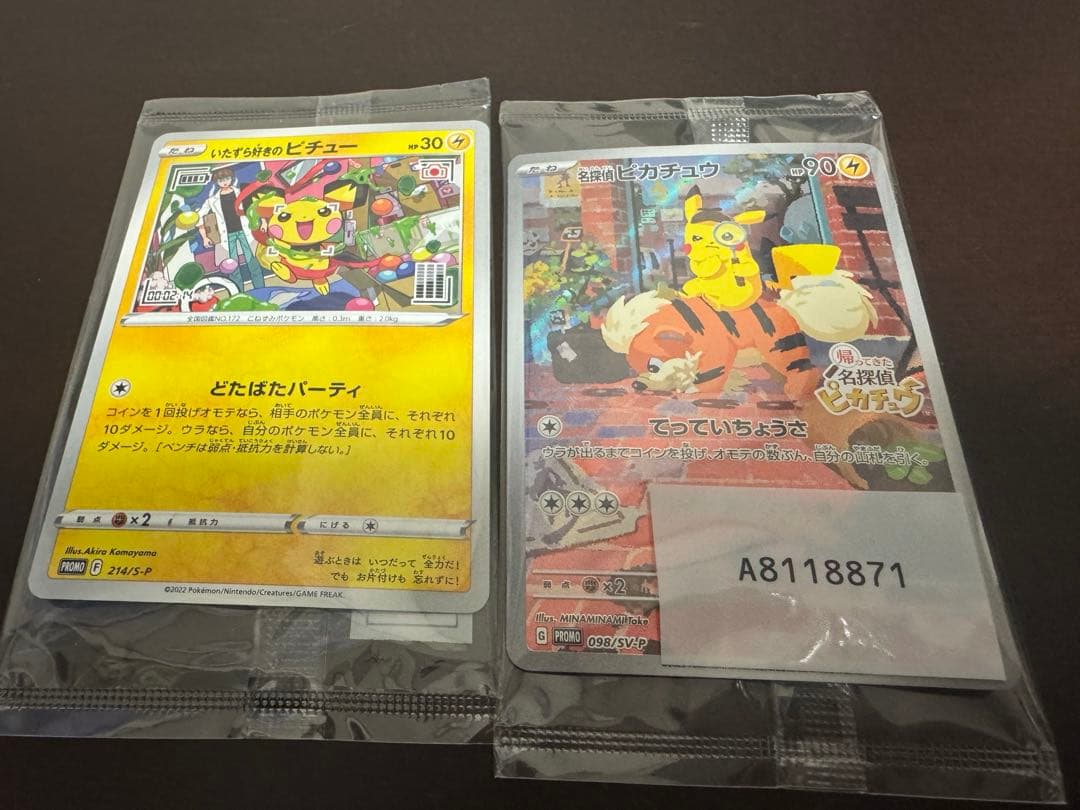 たね
いたずら好きのピチュー
HP 30
00:02:14
全国図鑑NO.172 こねずみポケモン 高さ:0.3m 重さ:2.0kg
どたばたパーティ
コインを1回投げオモテなら、相手のポケモン全員に、それぞれ
10ダメージ。ウラなら、自分のポケモン全員に、それぞれ10
ダメージ。[ベンチは弱点・抵抗力を計算しない。]
弱点 ×2 抵抗力 にげる
Illus.Akira Komayama
PROMO F 214/S-P
遊ぶときは いつだって 全力だ!
でも お片付けも 忘れずに!
©2022 Pokémon/Nintendo/Creatures/GAME FREAK
たね
名探偵ピカチュウ
HP 90
帰ってきた
名探偵
ピカチュウ
てっていちょうさ
ウラが出るまでコインを投げ、オモテの数ぶん、自分の山札を引く。
A8118871
弱点 ×2
Illus. MINAMINAMI Take
G PROMO 098/SV-P